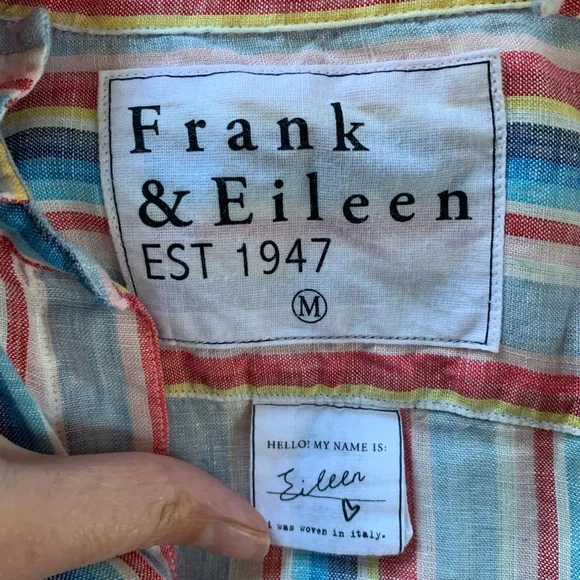 Frank
& Eileen
EST 1947
M
HELLO! MY NAME IS:
Eileen
i was woven in italy.